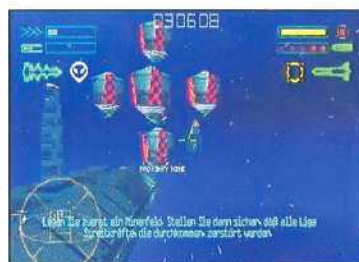 030608
PROXIMITY MINE
Legen Sie zuerst ein Minenfeld. Stellen Sie dann sicher, daß alle Liga
Streitkräfte, die durchkommen, zerstört werden.